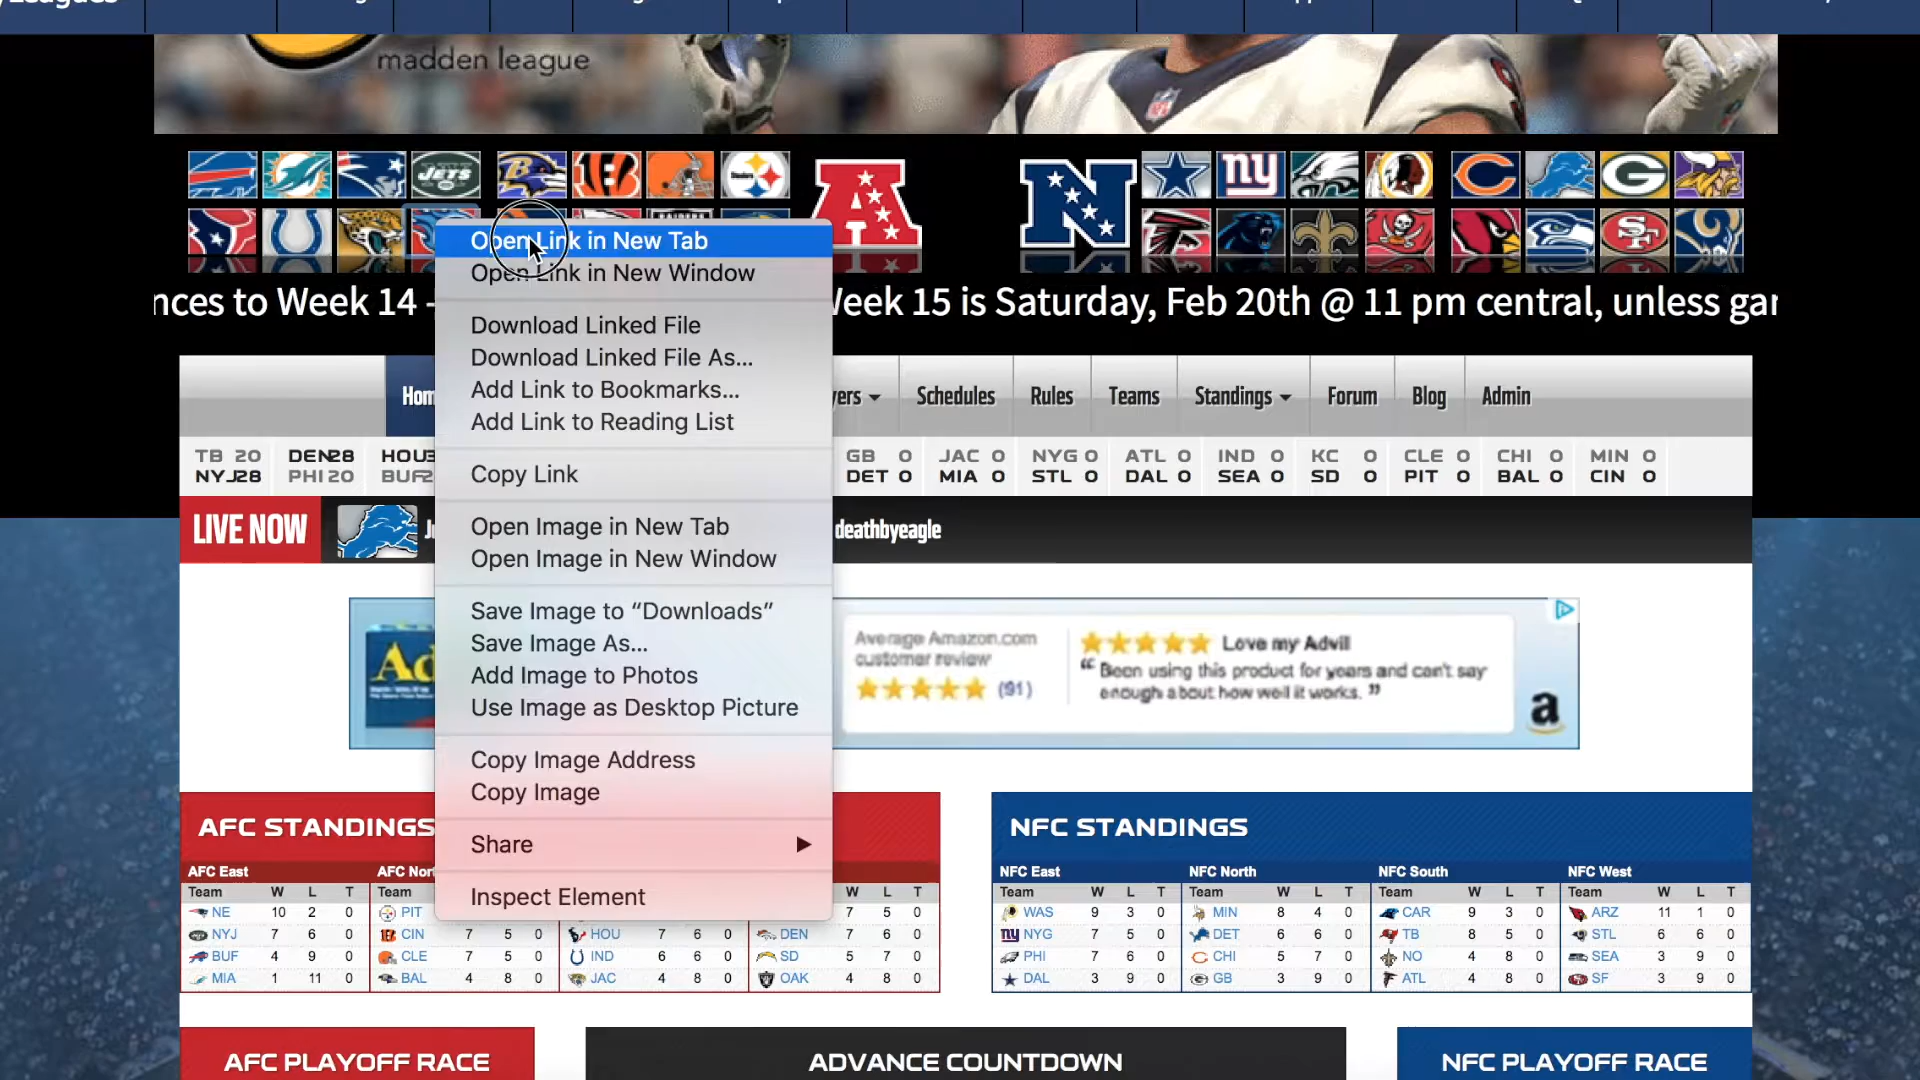 madden league
JETS
ny
nces to Week 14 -
Week 15 is Saturday, Feb 20th @ 11 pm central, unless gar
Open Link in New Tab
Open Link in New Window
Download Linked File
Download Linked File As...
Add Link to Bookmarks...
Add Link to Reading List
Copy Link
Open Image in New Tab
Open Image in New Window
Save Image to “Downloads”
Save Image As...
Add Image to Photos
Use Image as Desktop Picture
Copy Image Address
Copy Image
Share
Inspect Element
Hom
yers Schedules Rules Teams Standings Forum Blog Admin
TB 20 DEN28 HOU3 GB 0 JAC 0 NYG 0 ATL 0 IND 0 KC 0 CLE 0 CHI 0 MIN 0
NYJ28 PHI 20 BUF2 DET 0 MIA 0 STL 0 DAL 0 SEA 0 SD 0 PIT 0 BAL 0 CIN 0
LIVE NOW
deathbyeagle
Ad
Average Amazon.com
customer review
(91)
Love my Advil
“ Been using this product for years and can't say
enough about how well it works. ”
a
AFC STANDINGS
AFC East AFC Nor
Team W L T Team W L T
NE 10 2 0 PIT 7 5 0
NYJ 7 6 0 CIN 7 5 0 HOU 7 6 0 DEN 7 6 0
BUF 4 9 0 CLE 7 5 0 IND 6 6 0 SD 5 7 0
MIA 1 11 0 BAL 4 8 0 JAC 4 8 0 OAK 4 8 0
NFC STANDINGS
NFC East NFC North NFC South NFC West
Team W L T Team W L T Team W L T Team W L T
WAS 9 3 0 MIN 8 4 0 CAR 9 3 0 ARZ 11 1 0
NYG 7 5 0 DET 6 6 0 TB 8 5 0 STL 6 6 0
PHI 7 6 0 CHI 5 7 0 NO 4 8 0 SEA 3 9 0
DAL 3 9 0 GB 3 9 0 ATL 4 8 0 SF 3 9 0
AFC PLAYOFF RACE
ADVANCE COUNTDOWN
NFC PLAYOFF RACE